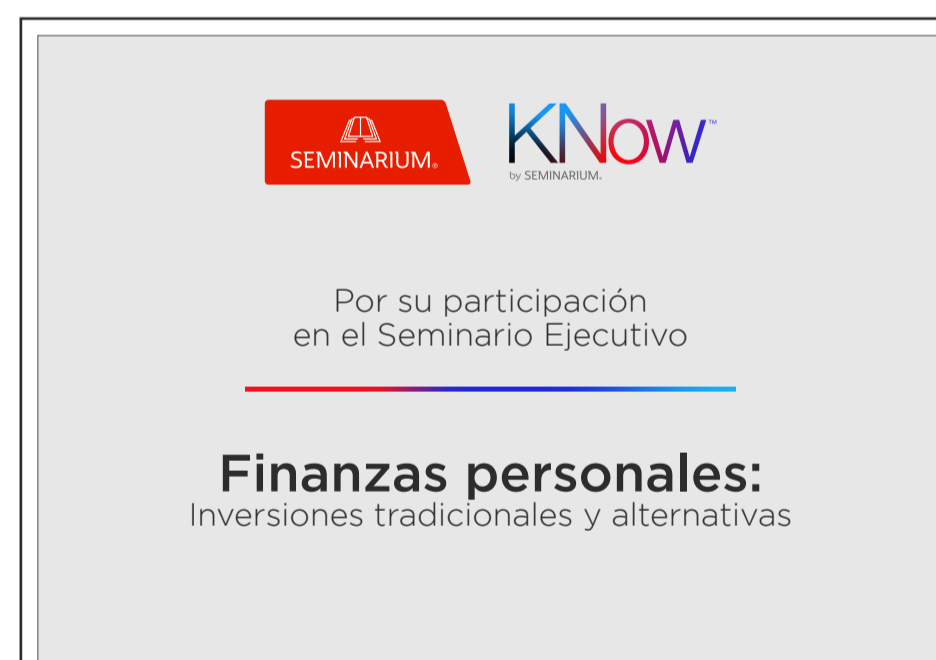 SEMINARIUM®
KNow™
by SEMINARIUM®
Por su participación
en el Seminario Ejecutivo
Finanzas personales:
Inversiones tradicionales y alternativas